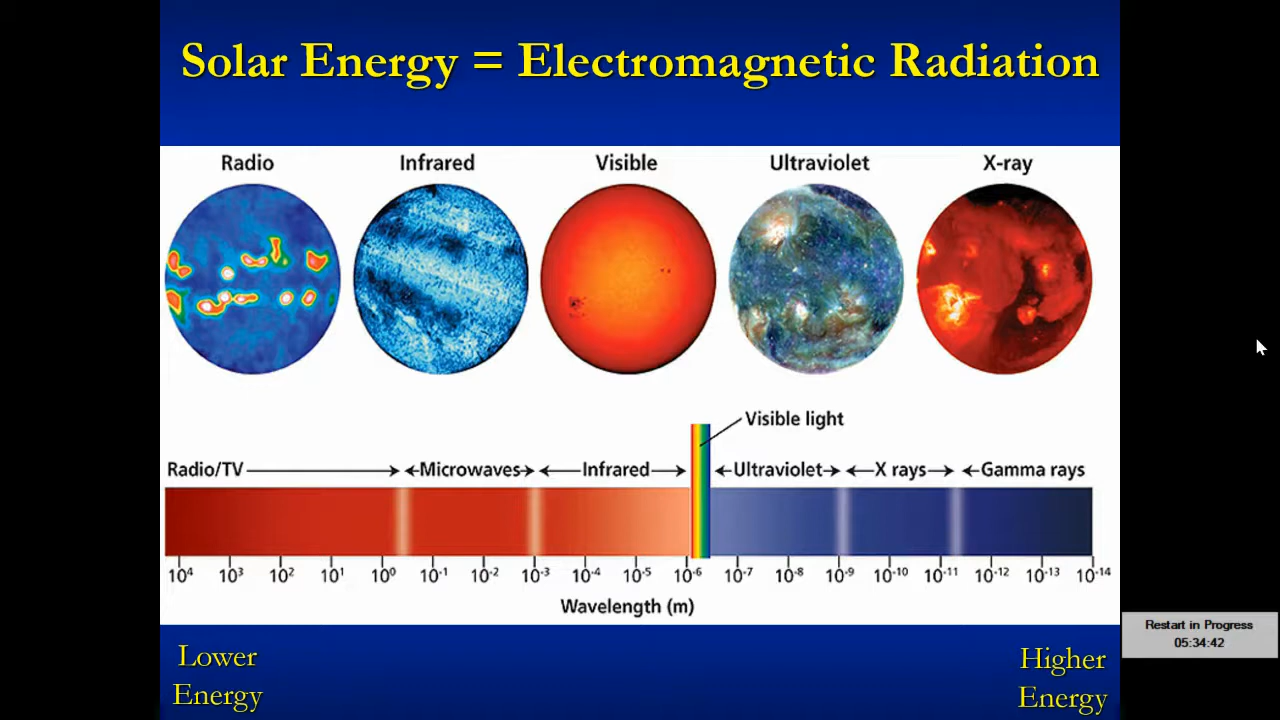 Solar Energy = Electromagnetic Radiation
Radio Infrared Visible Ultraviolet X-ray
Visible light
Radio/TV Microwaves Infrared Ultraviolet X rays Gamma rays
10⁴ 10³ 10² 10¹ 10⁰ 10⁻¹ 10⁻² 10⁻³ 10⁻⁴ 10⁻⁵ 10⁻⁶ 10⁻⁷ 10⁻⁸ 10⁻⁹ 10⁻¹⁰ 10⁻¹¹ 10⁻¹² 10⁻¹³ 10⁻¹⁴
Wavelength (m)
Lower
Energy
Higher
Energy
Restart in Progress
05:34:42